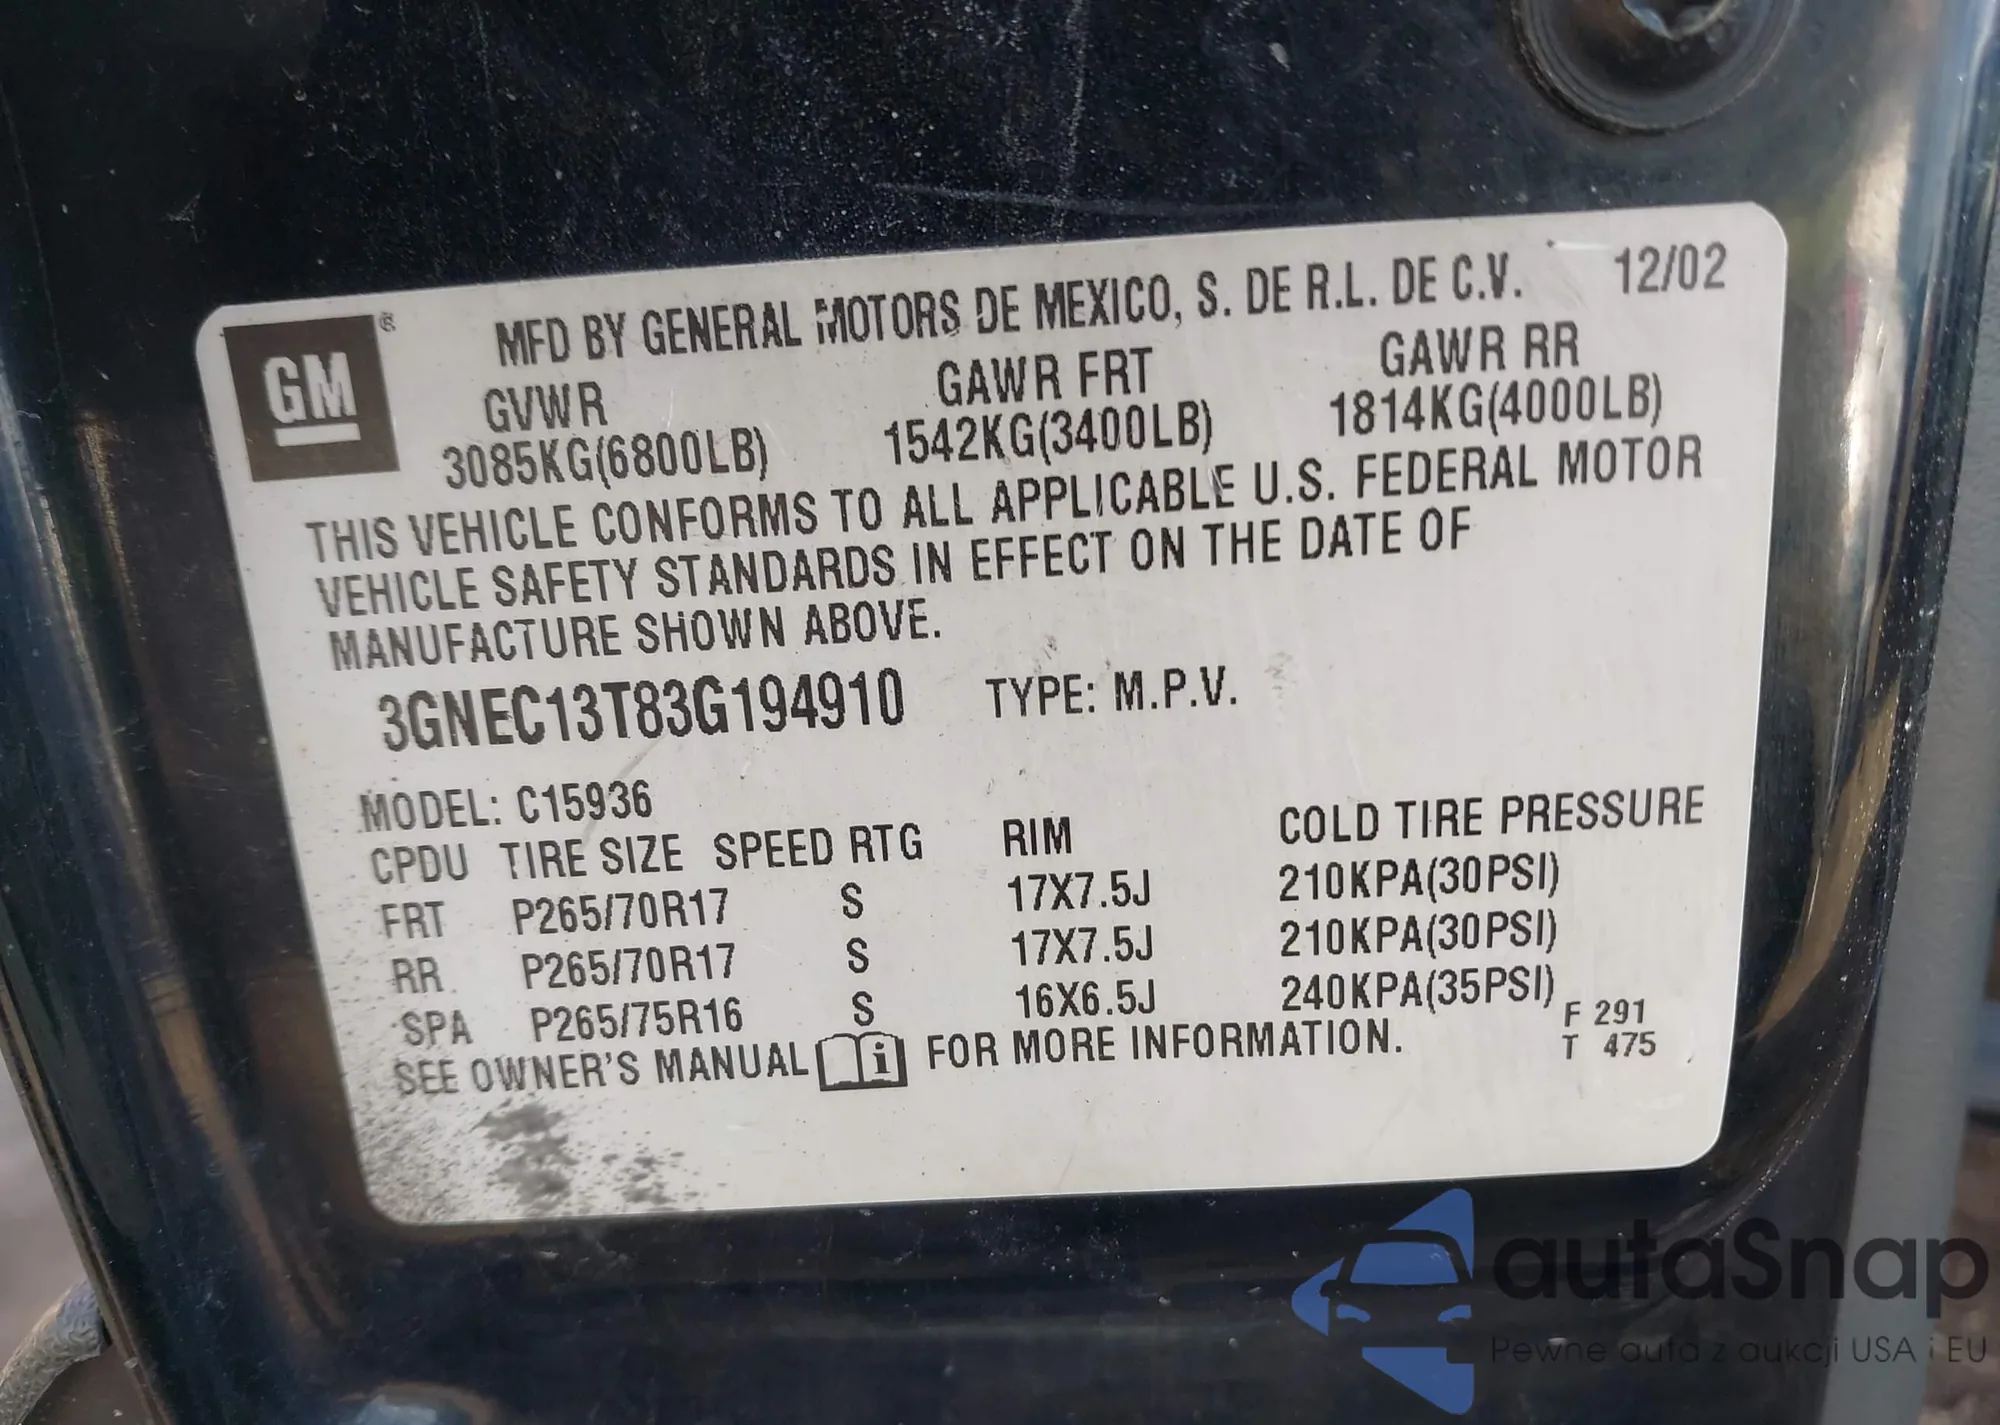 GM ®
MFD BY GENERAL MOTORS DE MEXICO, S. DE R.L. DE C.V. 12/02
GVWR GAWR FRT GAWR RR
3085KG(6800LB) 1542KG(3400LB) 1814KG(4000LB)
THIS VEHICLE CONFORMS TO ALL APPLICABLE U.S. FEDERAL MOTOR
VEHICLE SAFETY STANDARDS IN EFFECT ON THE DATE OF
MANUFACTURE SHOWN ABOVE.
3GNEC13T83G194910 TYPE: M.P.V.
MODEL: C15936
CPDU TIRE SIZE SPEED RTG RIM COLD TIRE PRESSURE
FRT P265/70R17 S 17X7.5J 210KPA(30PSI)
RR P265/70R17 S 17X7.5J 210KPA(30PSI)
SPA P265/75R16 S 16X6.5J 240KPA(35PSI)
SEE OWNER'S MANUAL i FOR MORE INFORMATION.
F 291
T 475
autaSnap
Pewne auta z aukcji USA i EU